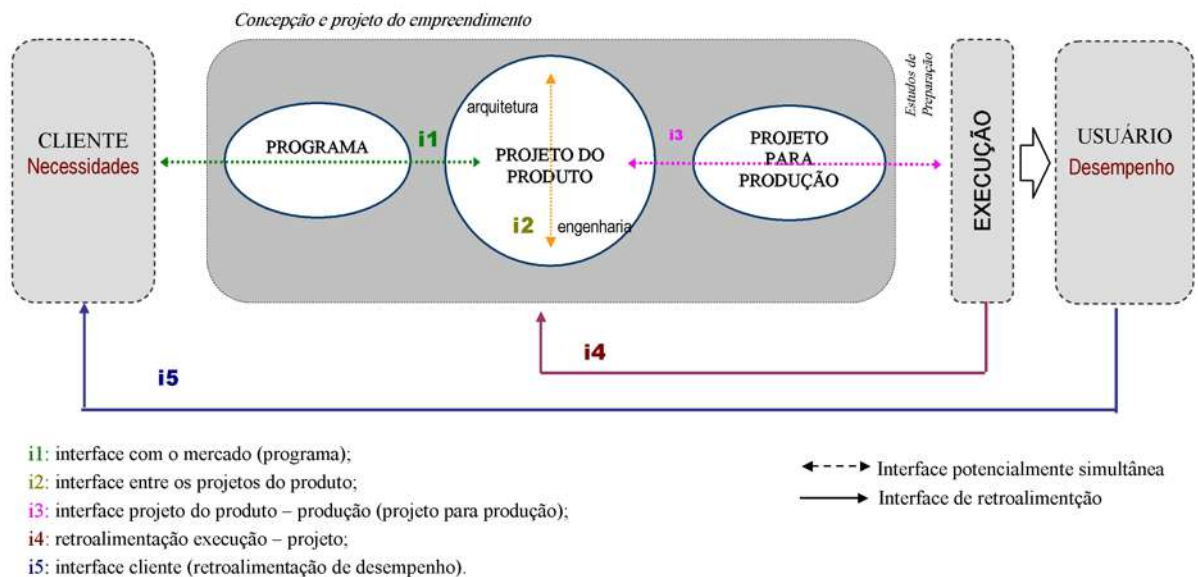 Concepção e projeto do empreendimento
CLIENTE
Necessidades
PROGRAMA
i1
arquitetura
PROJETO DO
PRODUTO
i2
engenharia
i3
PROJETO
PARA
PRODUÇÃO
Estudos de
Preparação
EXECUÇÃO
USUÁRIO
Desempenho
i4
i5
i1: interface com o mercado (programa);
i2: interface entre os projetos do produto;
i3: interface projeto do produto – produção (projeto para produção);
i4: retroalimentação execução – projeto;
i5: interface cliente (retroalimentação de desempenho).
Interface potencialmente simultânea
Interface de retroalimentção